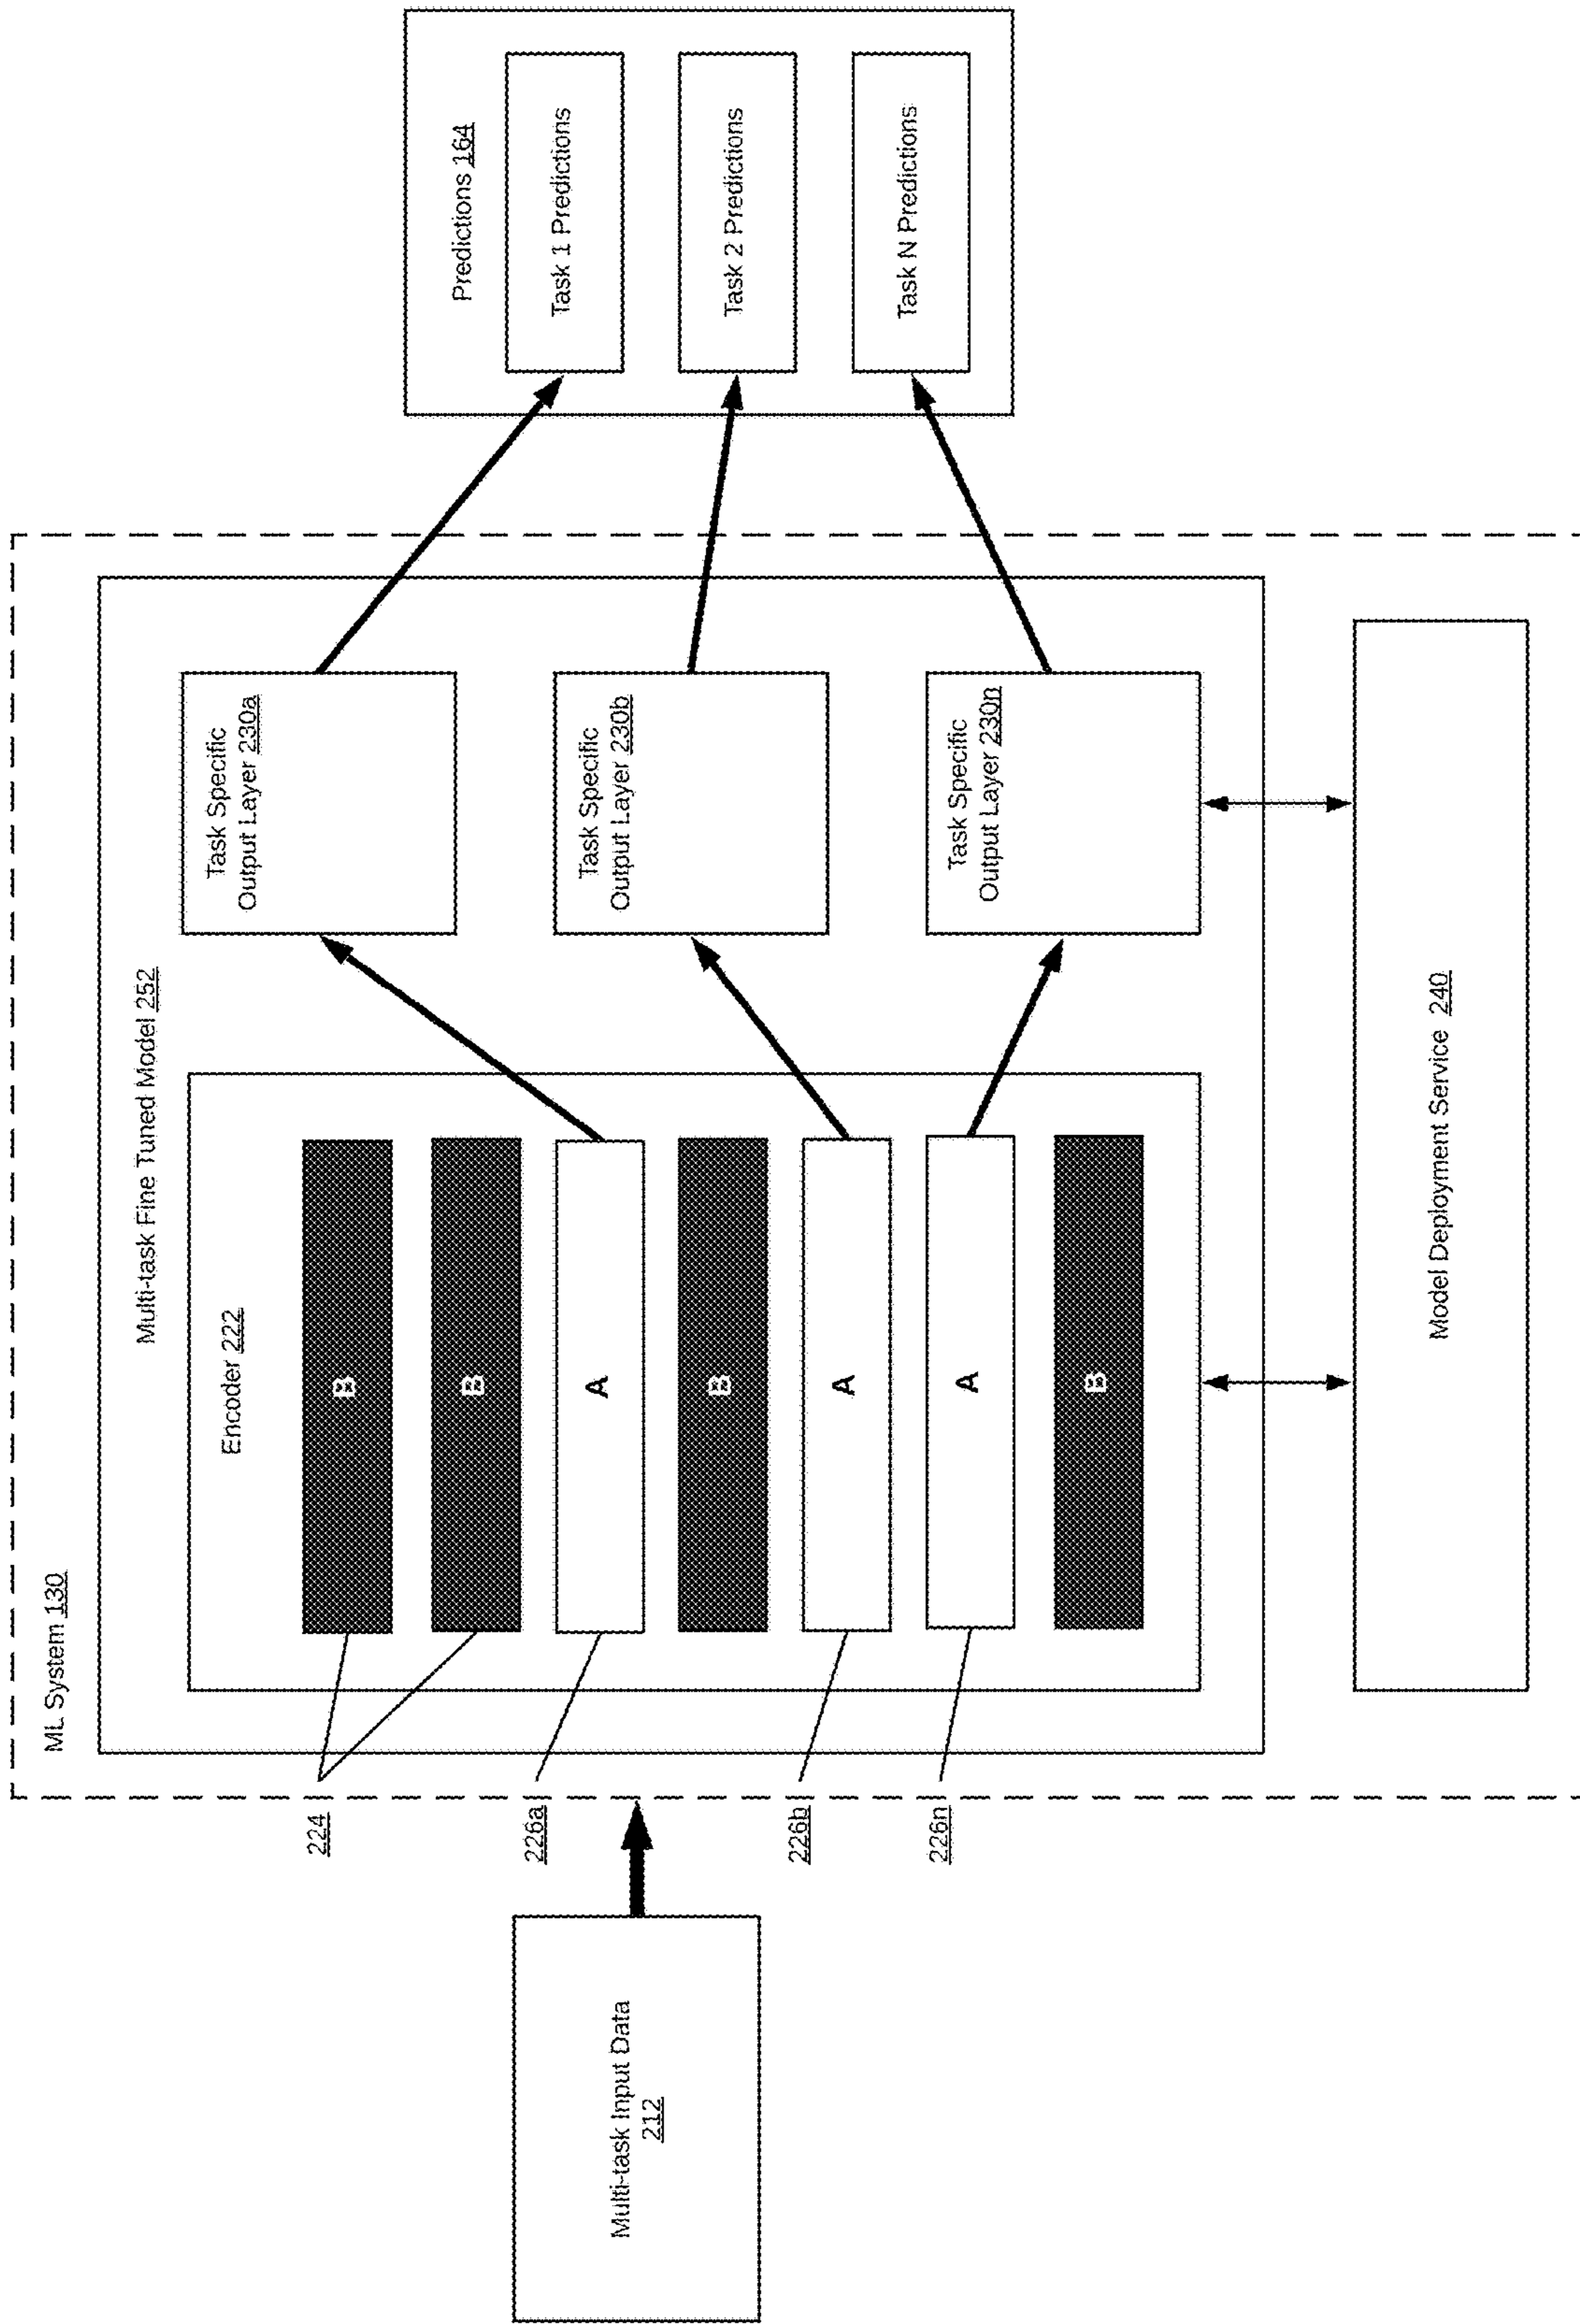 ML System 130
Multi-task Fine Tuned Model 252
Encoder 222
B
B
A
B
A
A
B
224
226a
226b
226n
Multi-task Input Data
212
Task Specific
Output Layer 230a
Task Specific
Output Layer 230b
Task Specific
Output Layer 230n
Predictions 164
Task 1 Predictions
Task 2 Predictions
Task N Predictions
Model Deployment Service 240